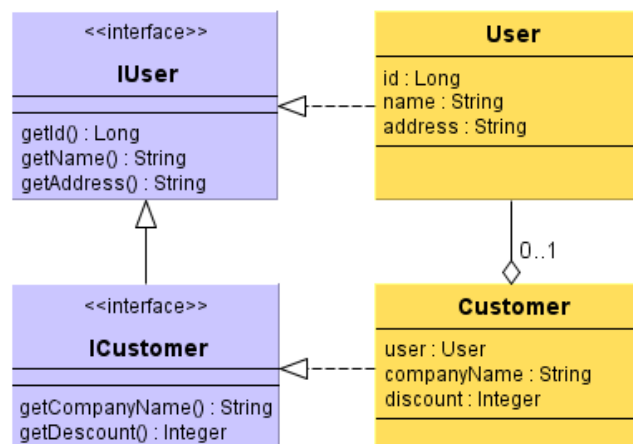 <<interface>>
IUser
getId() : Long
getName() : String
getAddress() : String
User
id : Long
name : String
address : String
0..1
<<interface>>
ICustomer
getCompanyName() : String
getDescount() : Integer
Customer
user : User
companyName : String
discount : Integer